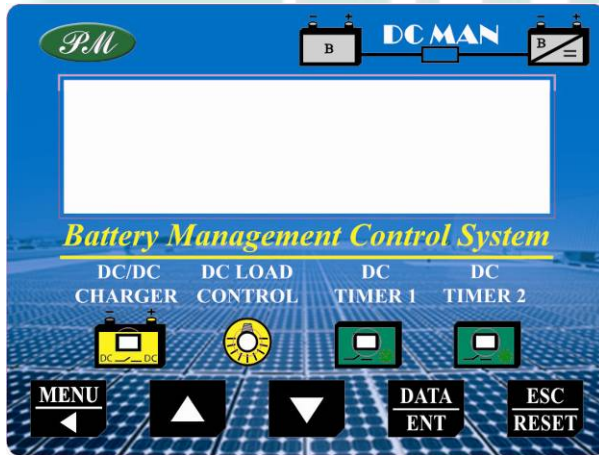 PM
DC MAN
B
B
Battery Management Control System
DC/DC CHARGER
DC LOAD CONTROL
DC TIMER 1
DC TIMER 2
DC DC
MENU
DATA ENT
ESC RESET